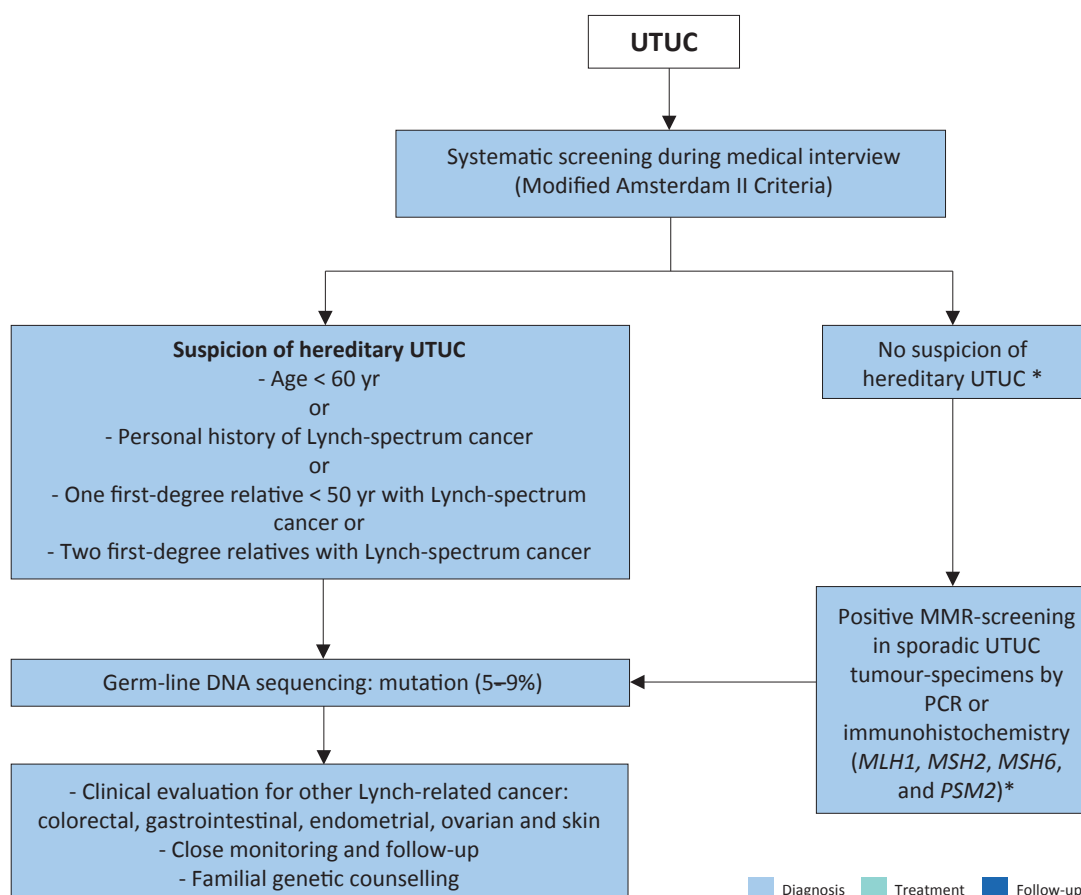 UTUC
Systematic screening during medical interview
(Modified Amsterdam II Criteria)
Suspicion of hereditary UTUC
- Age < 60 yr
or
- Personal history of Lynch-spectrum cancer
or
- One first-degree relative < 50 yr with Lynch-spectrum
cancer or
- Two first-degree relatives with Lynch-spectrum cancer
No suspicion of
hereditary UTUC *
Positive MMR-screening
in sporadic UTUC
tumour-specimens by
PCR or
immunohistochemistry
(MLH1, MSH2, MSH6,
and PSM2)*
Germ-line DNA sequencing: mutation (5–9%)
- Clinical evaluation for other Lynch-related cancer:
colorectal, gastrointestinal, endometrial, ovarian and skin
- Close monitoring and follow-up
- Familial genetic counselling
Diagnosis Treatment Follow-up